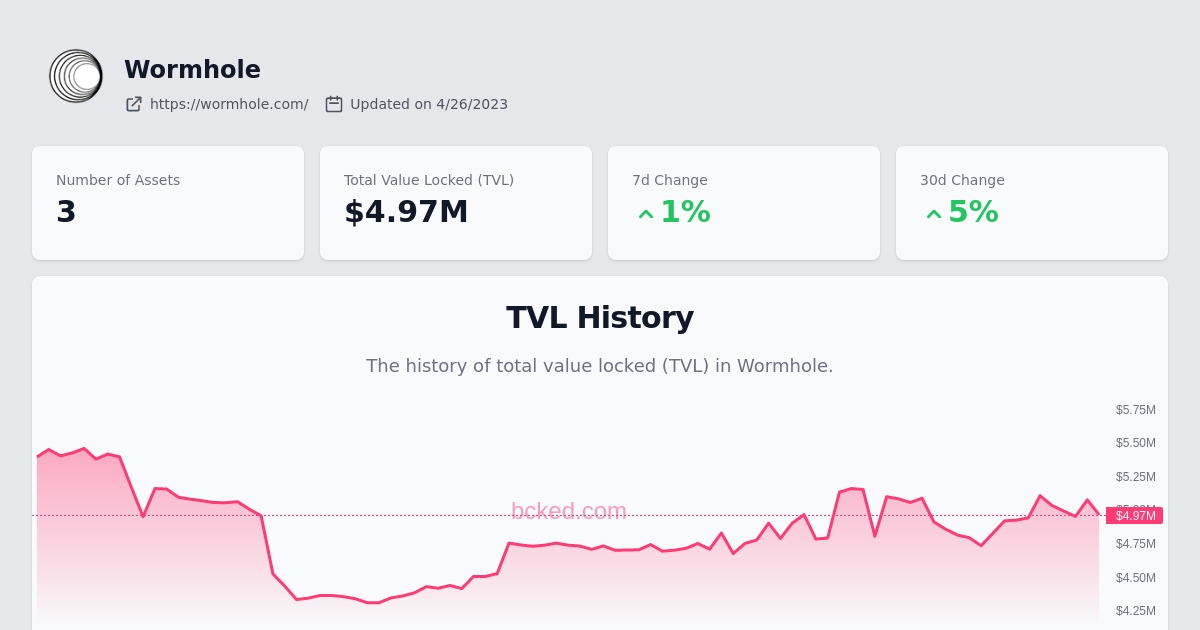 Wormhole
https://wormhole.com/ Updated on 4/26/2023
Number of Assets
3
Total Value Locked (TVL)
$4.97M
7d Change
1%
30d Change
5%
TVL History
The history of total value locked (TVL) in Wormhole.
$5.75M
$5.50M
$5.25M
bcked.com
$4.97M
$4.75M
$4.50M
$4.25M